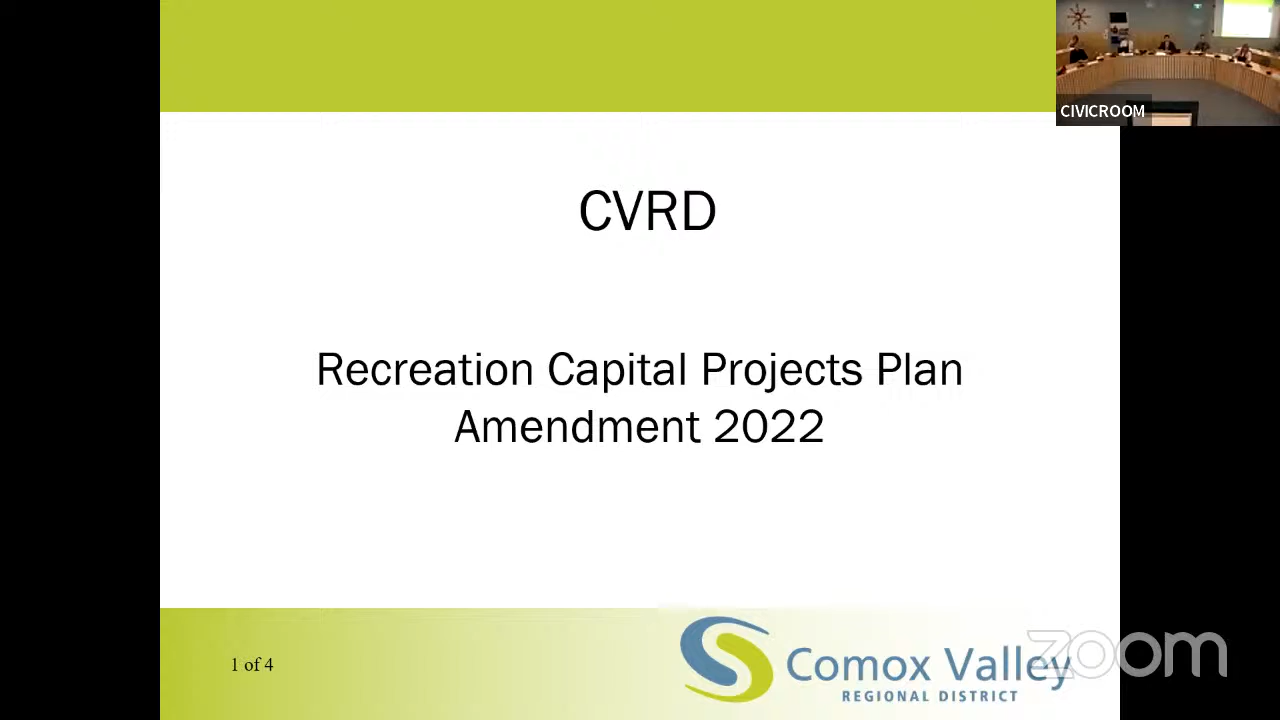 CIVICROOM
CVRD
Recreation Capital Projects Plan
Amendment 2022
1 of 4
Comox Valley
REGIONAL DISTRICT
zoom